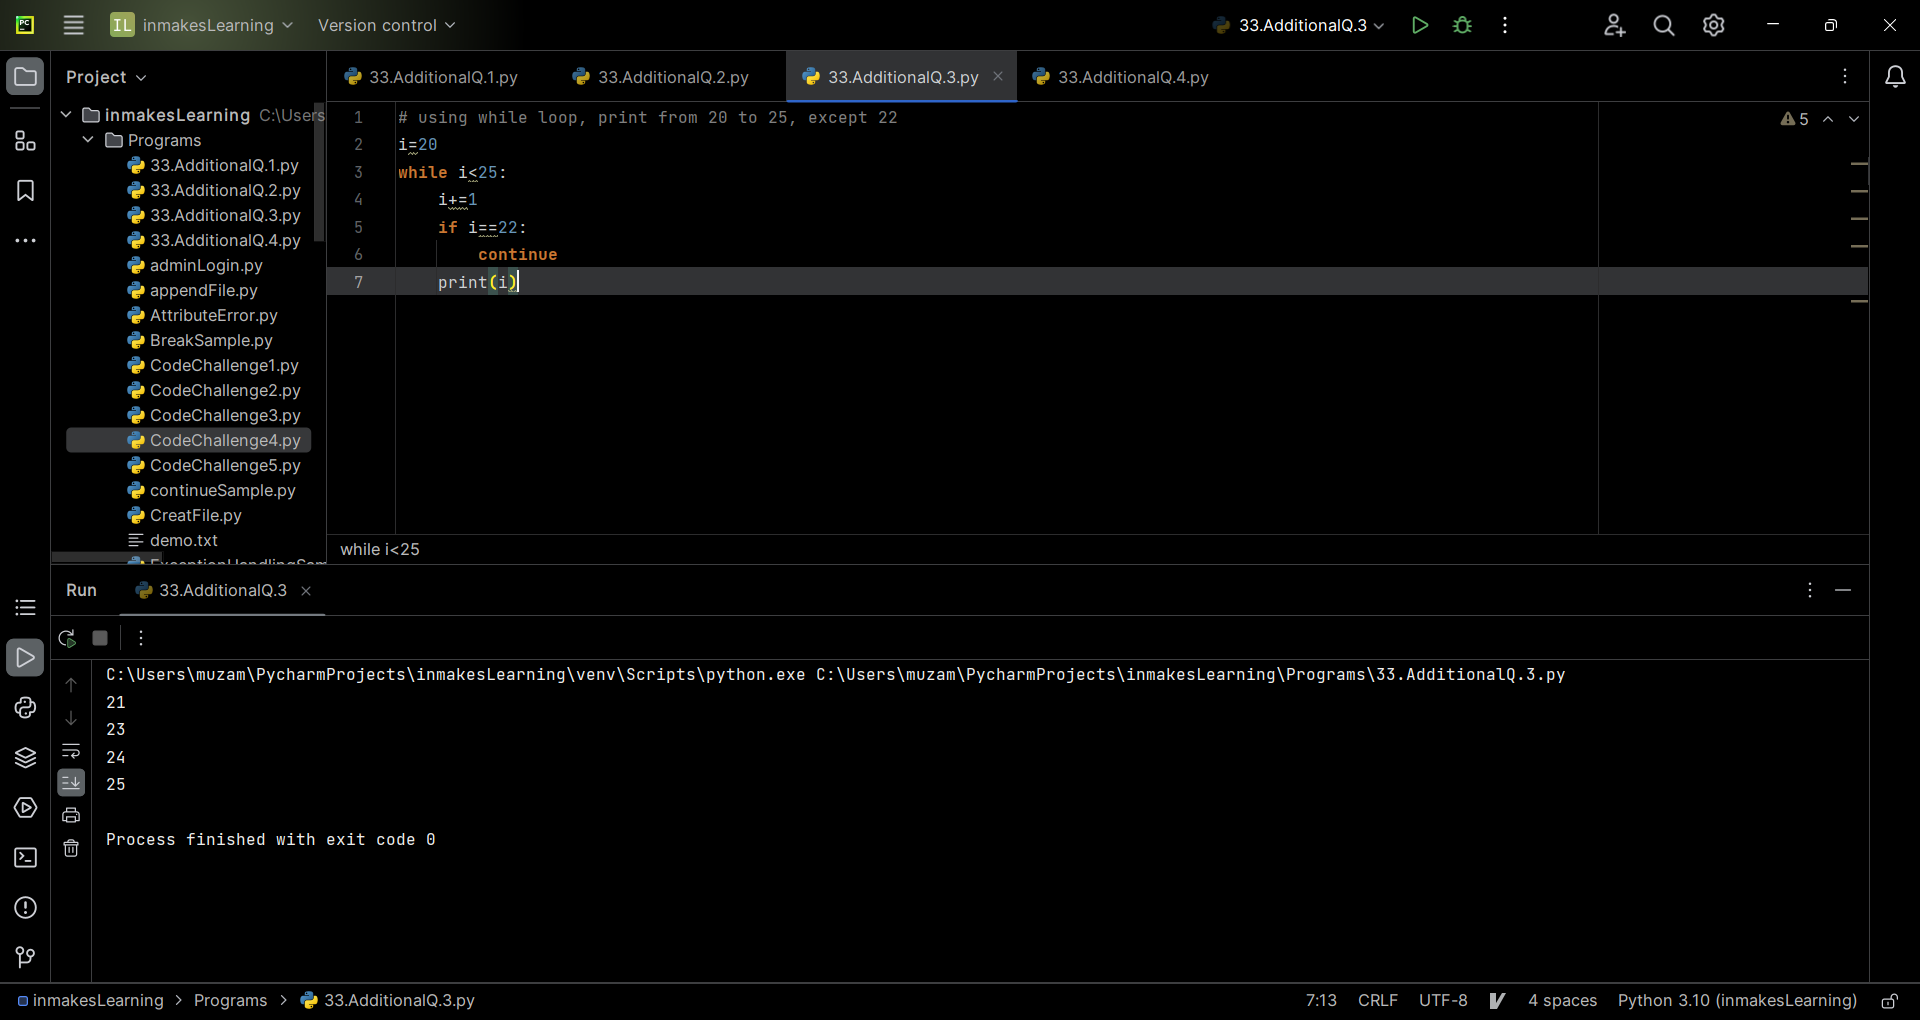 PC
IL inmakesLearning Version control 33.AdditionalQ.3
Project
33.AdditionalQ.1.py 33.AdditionalQ.2.py 33.AdditionalQ.3.py 33.AdditionalQ.4.py
inmakesLearning C:\Users
Programs
33.AdditionalQ.1.py
33.AdditionalQ.2.py
33.AdditionalQ.3.py
33.AdditionalQ.4.py
adminLogin.py
appendFile.py
AttributeError.py
BreakSample.py
CodeChallenge1.py
CodeChallenge2.py
CodeChallenge3.py
CodeChallenge4.py
CodeChallenge5.py
continueSample.py
CreatFile.py
demo.txt
1 # using while loop, print from 20 to 25, except 22
2 i=20
3 while i<25:
4 i+=1
5 if i==22:
6 continue
7 print(i)
5
while i<25
Run 33.AdditionalQ.3
C:\Users\muzam\PycharmProjects\inmakesLearning\venv\Scripts\python.exe C:\Users\muzam\PycharmProjects\inmakesLearning\Programs\33.AdditionalQ.3.py
21
23
24
25
Process finished with exit code 0
inmakesLearning > Programs > 33.AdditionalQ.3.py
7:13 CRLF UTF-8 4 spaces Python 3.10 (inmakesLearning)